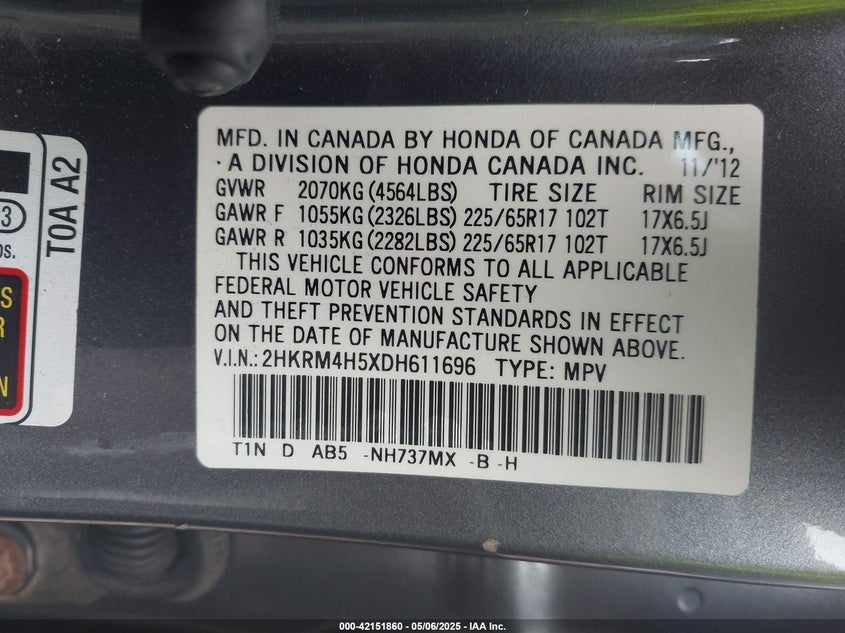 MFD. IN CANADA BY HONDA OF CANADA MFG.,
· A DIVISION OF HONDA CANADA INC. 11/'12
GVWR 2070KG (4564LBS) TIRE SIZE RIM SIZE
GAWR F 1055KG (2326LBS) 225/65R17 102T 17X6.5J
GAWR R 1035KG (2282LBS) 225/65R17 102T 17X6.5J
THIS VEHICLE CONFORMS TO ALL APPLICABLE
FEDERAL MOTOR VEHICLE SAFETY
AND THEFT PREVENTION STANDARDS IN EFFECT
ON THE DATE OF MANUFACTURE SHOWN ABOVE.
V.I.N.: 2HKRM4H5XDH611696 TYPE: MPV
T1N D AB5 -NH737MX -B -H
T0A A2
3
000-42151860 - 05/06/2025 - IAA Inc.